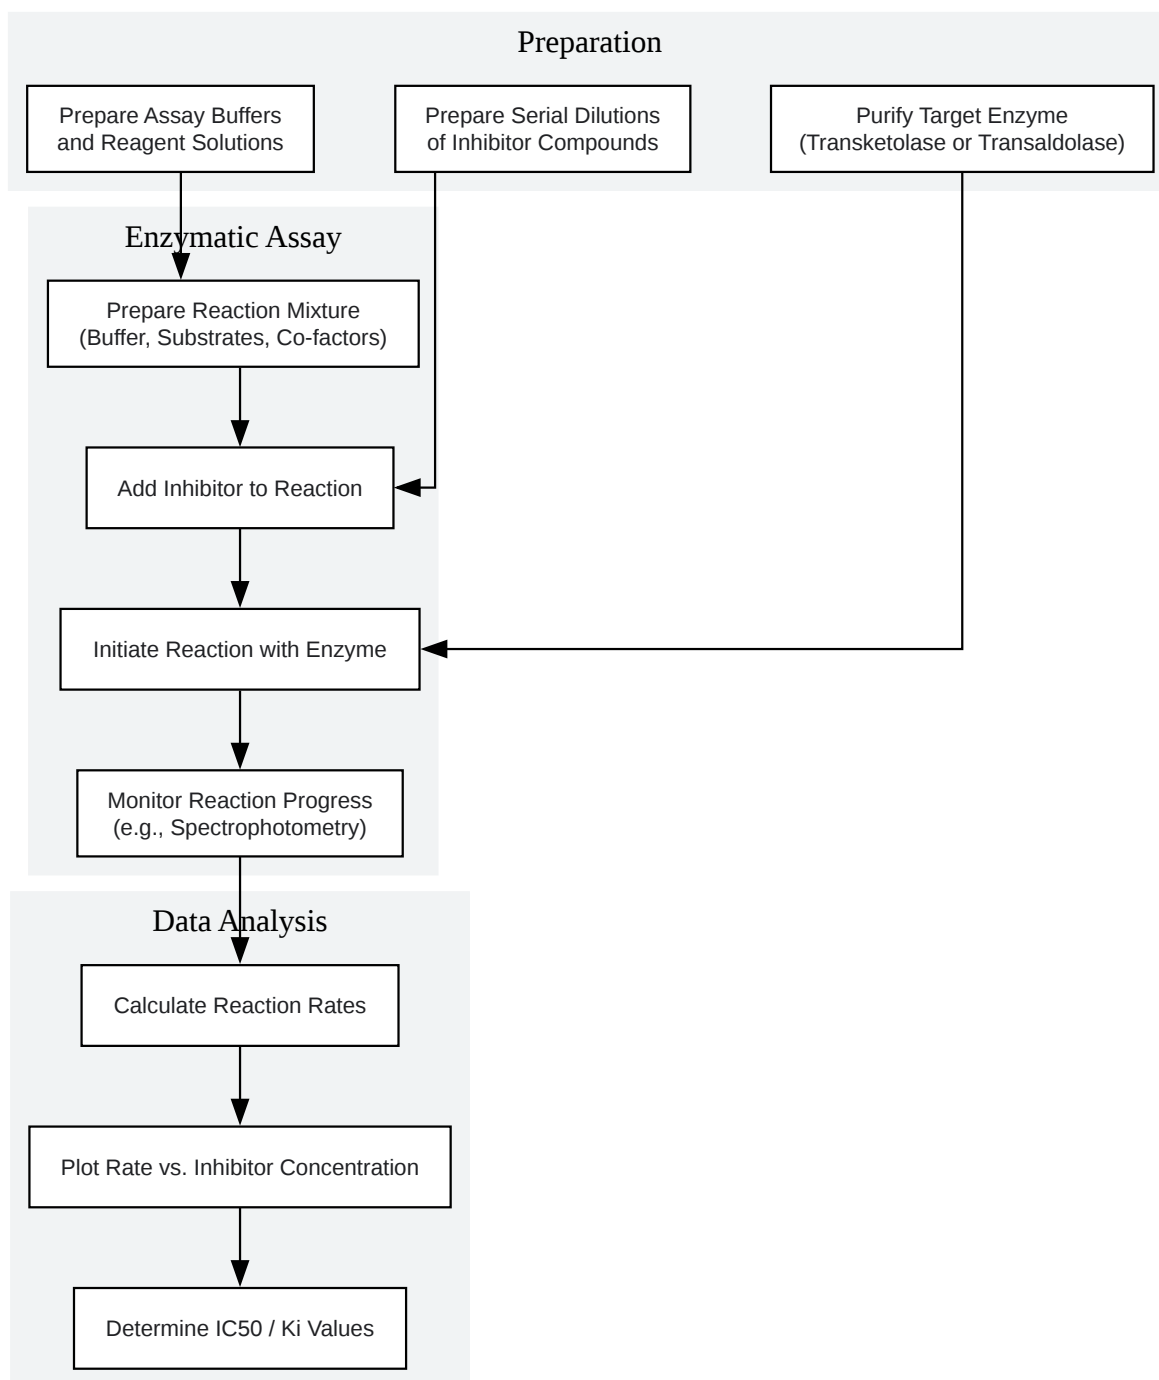 Preparation
Prepare Assay Buffers
and Reagent Solutions
Prepare Serial Dilutions
of Inhibitor Compounds
Purify Target Enzyme
(Transketolase or Transaldolase)
Enzymatic Assay
Prepare Reaction Mixture
(Buffer, Substrates, Co-factors)
Add Inhibitor to Reaction
Initiate Reaction with Enzyme
Monitor Reaction Progress
(e.g., Spectrophotometry)
Data Analysis
Calculate Reaction Rates
Plot Rate vs. Inhibitor Concentration
Determine IC50 / Ki Values